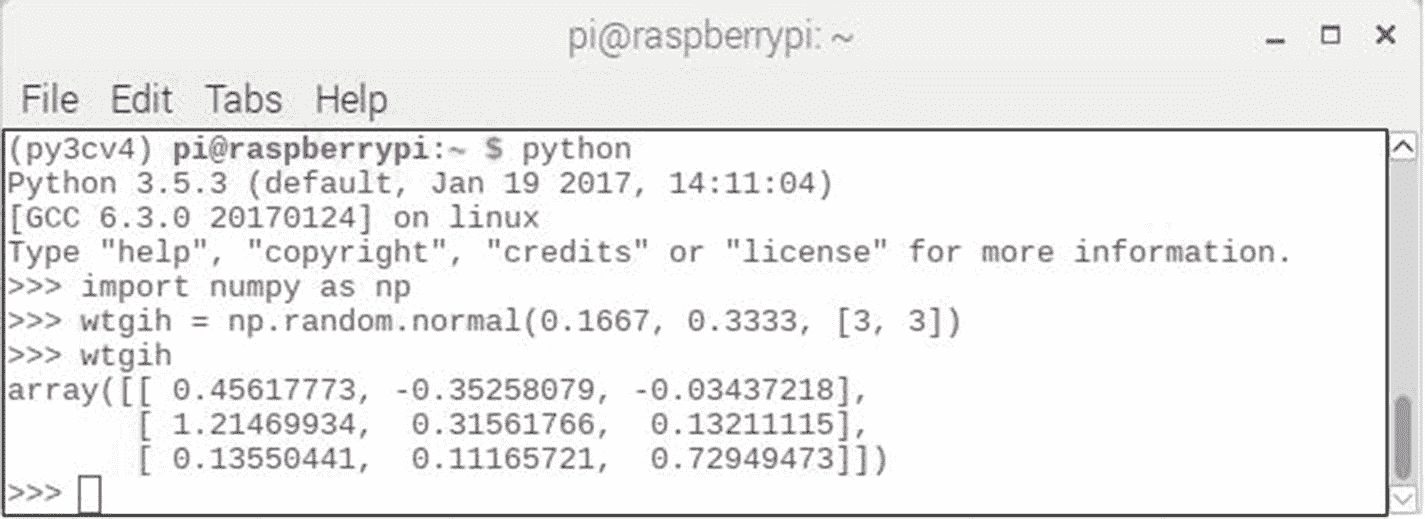 pi@raspberrypi: ~
File Edit Tabs Help
(py3cv4) pi@raspberrypi:~ $ python
Python 3.5.3 (default, Jan 19 2017, 14:11:04)
[GCC 6.3.0 20170124] on linux
Type "help", "copyright", "credits" or "license" for more information.
>>> import numpy as np
>>> wtgih = np.random.normal(0.1667, 0.3333, [3, 3])
>>> wtgih
array([[ 0.45617773, -0.35258079, -0.03437218],
       [ 1.21469934,  0.31561766,  0.13211115],
       [ 0.13550441,  0.11165721,  0.72949473]])
>>>